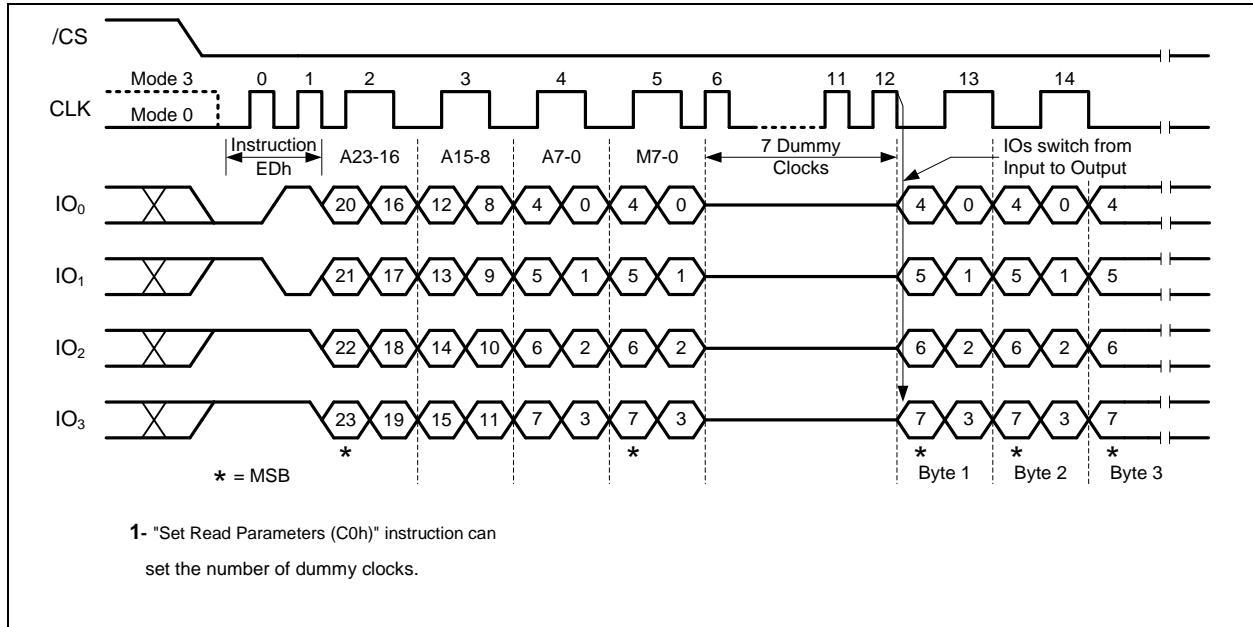 /CS
Mode 3 0 1 2 3 4 5 6 11 12 13 14
CLK
Mode 0
Instruction
EDh
A23-16 A15-8 A7-0 M7-0
7 Dummy
Clocks
IOs switch from
Input to Output
IO0 20 16 12 8 4 0 4 0 4 0 4 0 4
IO1 21 17 13 9 5 1 5 1 5 1 5 1 5
IO2 22 18 14 10 6 2 6 2 6 2 6 2 6
IO3 23 19 15 11 7 3 7 3 7 3 7 3 7
* * * * *
* = MSB
Byte 1 Byte 2 Byte 3
1- "Set Read Parameters (C0h)" instruction can
set the number of dummy clocks.